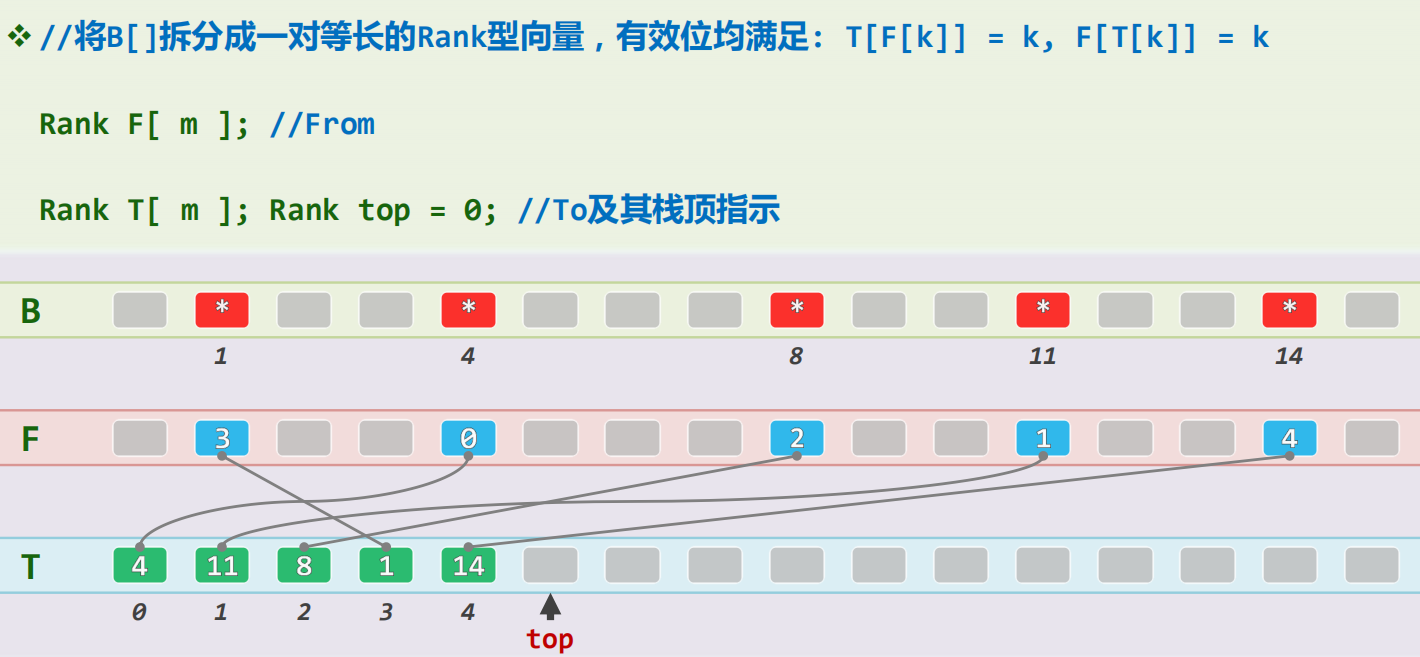 ❖ //将B[]拆分成一对等长的Rank型向量，有效位均满足: T[F[k]] = k, F[T[k]] = k
Rank F[ m ]; //From
Rank T[ m ]; Rank top = 0; //To及其栈顶指示
B * * * * *
1 4 8 11 14
F 3 0 2 1 4
T 4 11 8 1 14
0 1 2 3 4
top